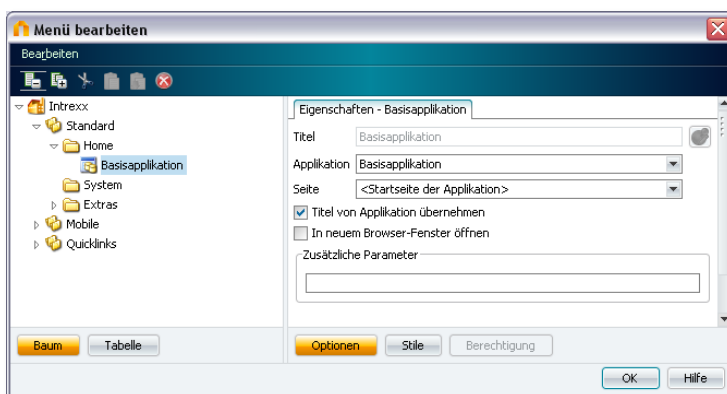 Menü bearbeiten
Bearbeiten
Intrexx
Standard
Home
Basisapplikation
System
Extras
Mobile
Quicklinks
Baum
Tabelle
Eigenschaften - Basisapplikation
Titel
Basisapplikation
Applikation
Basisapplikation
Seite
<Startseite der Applikation>
Titel von Applikation übernehmen
In neuem Browser-Fenster öffnen
Zusätzliche Parameter
Optionen
Stile
Berechtigung
OK
Hilfe